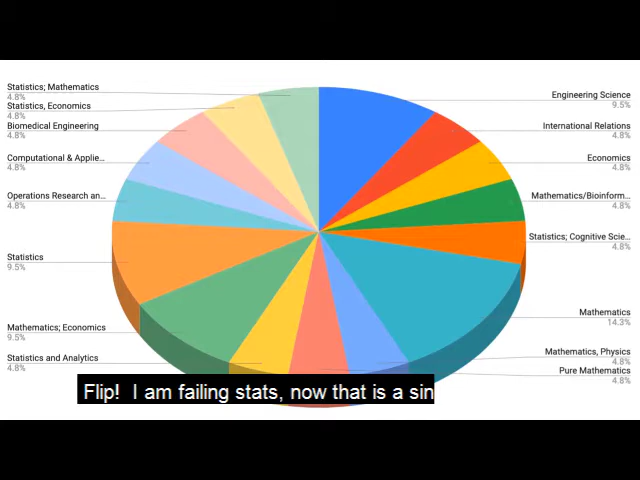 Statistics; Mathematics
4.8%
Statistics, Economics
4.8%
Biomedical Engineering
4.8%
Computational & Applie...
4.8%
Operations Research an...
4.8%
Statistics
9.5%
Mathematics; Economics
9.5%
Statistics and Analytics
4.8%
Engineering Science
9.5%
International Relations
4.8%
Economics
4.8%
Mathematics/Bioinform...
4.8%
Statistics; Cognitive Scie...
4.8%
Mathematics
14.3%
Mathematics, Physics
4.8%
Pure Mathematics
4.8%
Flip! I am failing stats, now that is a sin